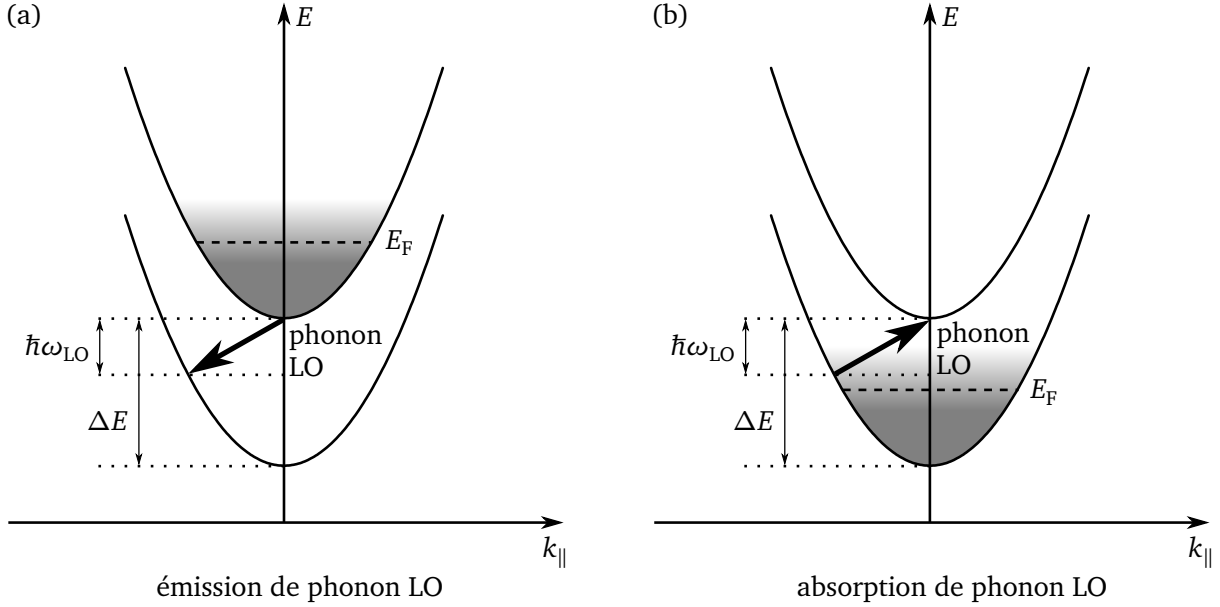 (a)
E
E_F
phonon
LO
ħω_LO
ΔE
k_∥
émission de phonon LO
(b)
E
phonon
LO
ħω_LO
E_F
ΔE
k_∥
absorption de phonon LO